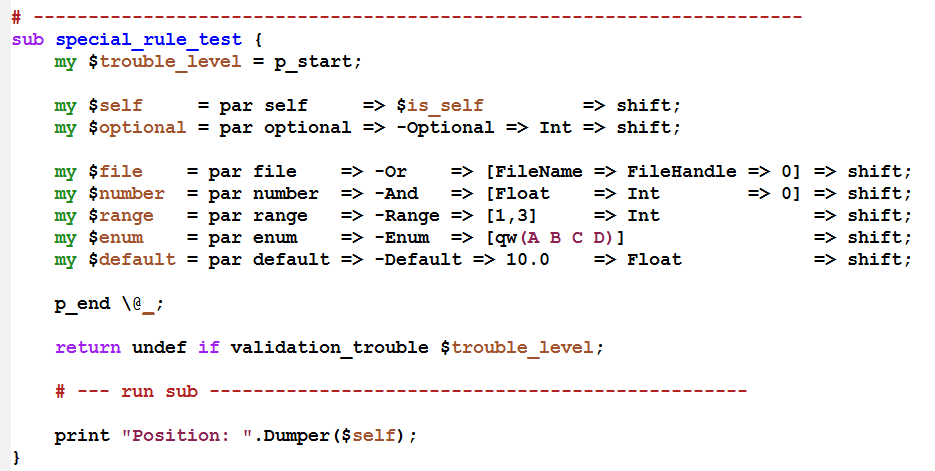 # ----------------------------------------------------------------------
sub special_rule_test {
    my $trouble_level = p_start;

    my $self     = par self     => $is_self         => shift;
    my $optional = par optional => -Optional => Int => shift;

    my $file    = par file    => -Or    => [FileName => FileHandle => 0] => shift;
    my $number  = par number  => -And   => [Float    => Int        => 0] => shift;
    my $range   = par range   => -Range => [1,3]     => Int              => shift;
    my $enum    = par enum    => -Enum  => [qw(A B C D)]                 => shift;
    my $default = par default => -Default => 10.0    => Float            => shift;

    p_end \@_;

    return undef if validation_trouble $trouble_level;

    # --- run sub -------------------------------------------------

    print "Position: ".Dumper($self);
}